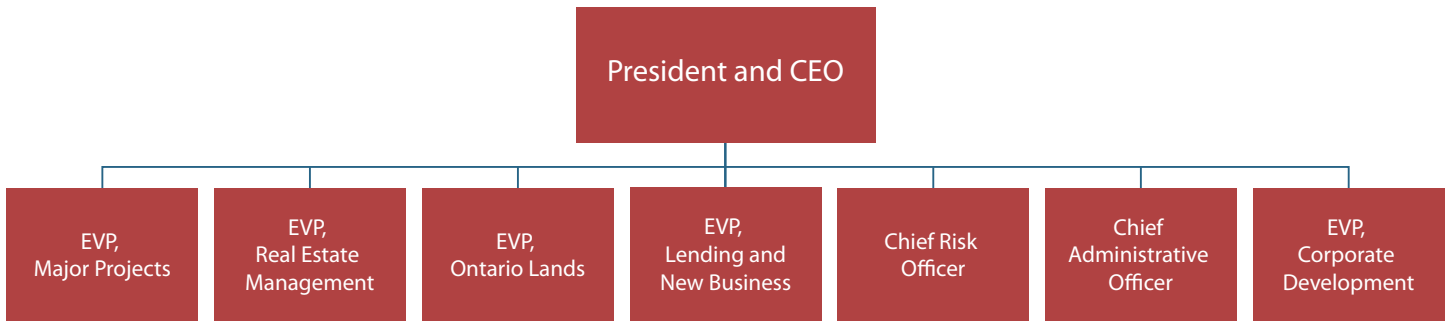 President and CEO
EVP,
Major Projects
EVP,
Real Estate
Management
EVP,
Ontario Lands
EVP,
Lending and
New Business
Chief Risk
Officer
Chief
Administrative
Officer
EVP,
Corporate
Development